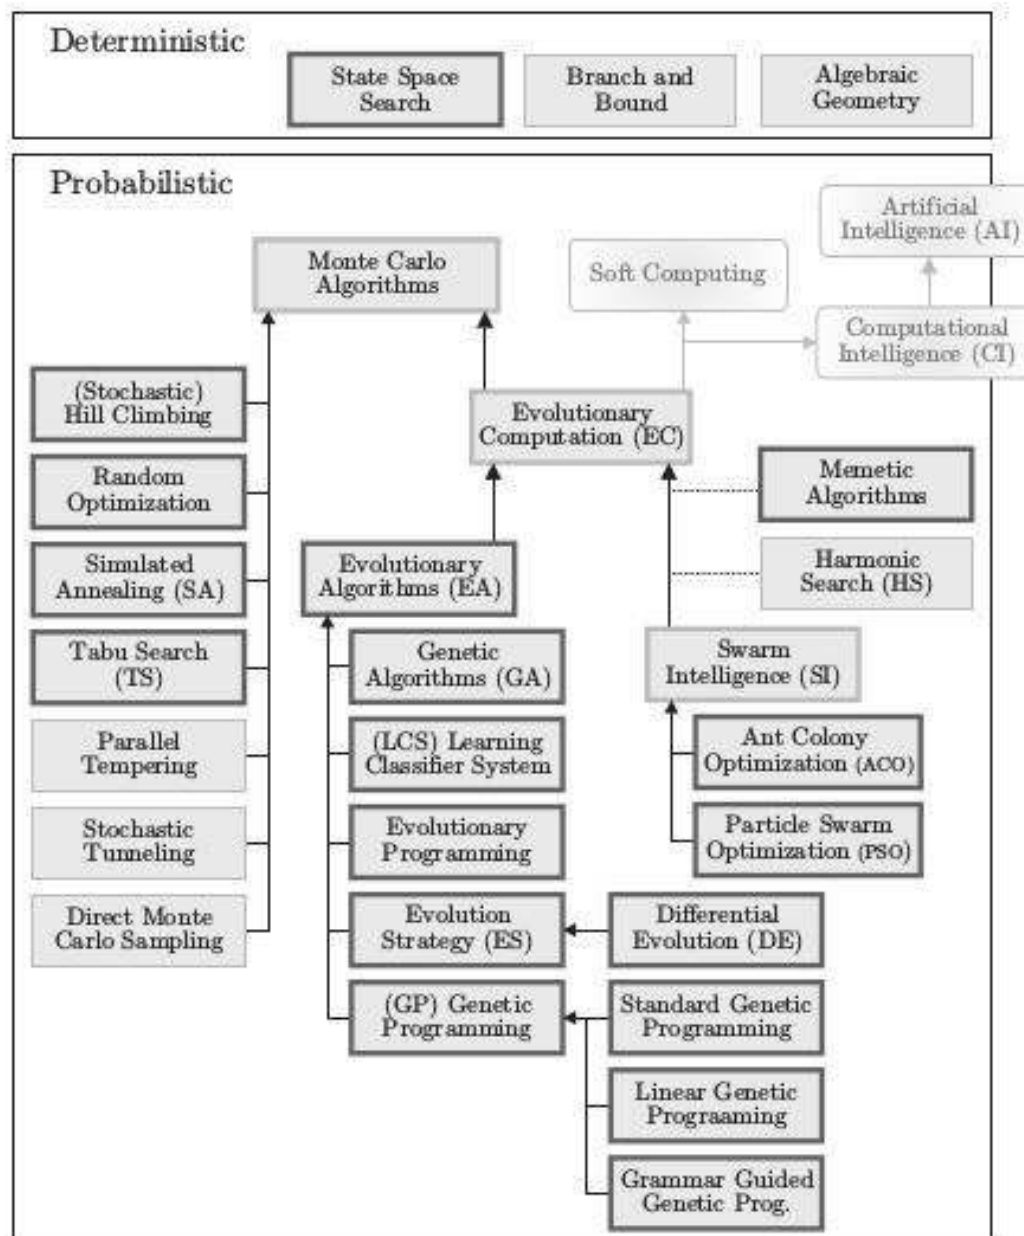 Deterministic
State Space
Search
Branch and
Bound
Algebraic
Geometry
Probabilistic
Artificial
Intelligence (AI)
Monte Carlo
Algorithms
Soft Computing
Computational
Intelligence (CI)
(Stochastic)
Hill Climbing
Evolutionary
Computation (EC)
Random
Optimization
Memetic
Algorithms
Simulated
Annealing (SA)
Evolutionary
Algorithms (EA)
Harmonic
Search (HS)
Tabu Search
(TS)
Genetic
Algorithms (GA)
Swarm
Intelligence (SI)
Parallel
Tempering
(LCS) Learning
Classifier System
Ant Colony
Optimization (ACO)
Stochastic
Tunneling
Evolutionary
Programming
Particle Swarm
Optimization (PSO)
Direct Monte
Carlo Sampling
Evolution
Strategy (ES)
Differential
Evolution (DE)
(GP) Genetic
Programming
Standard Genetic
Programming
Linear Genetic
Prograaming
Grammar Guided
Genetic Prog.